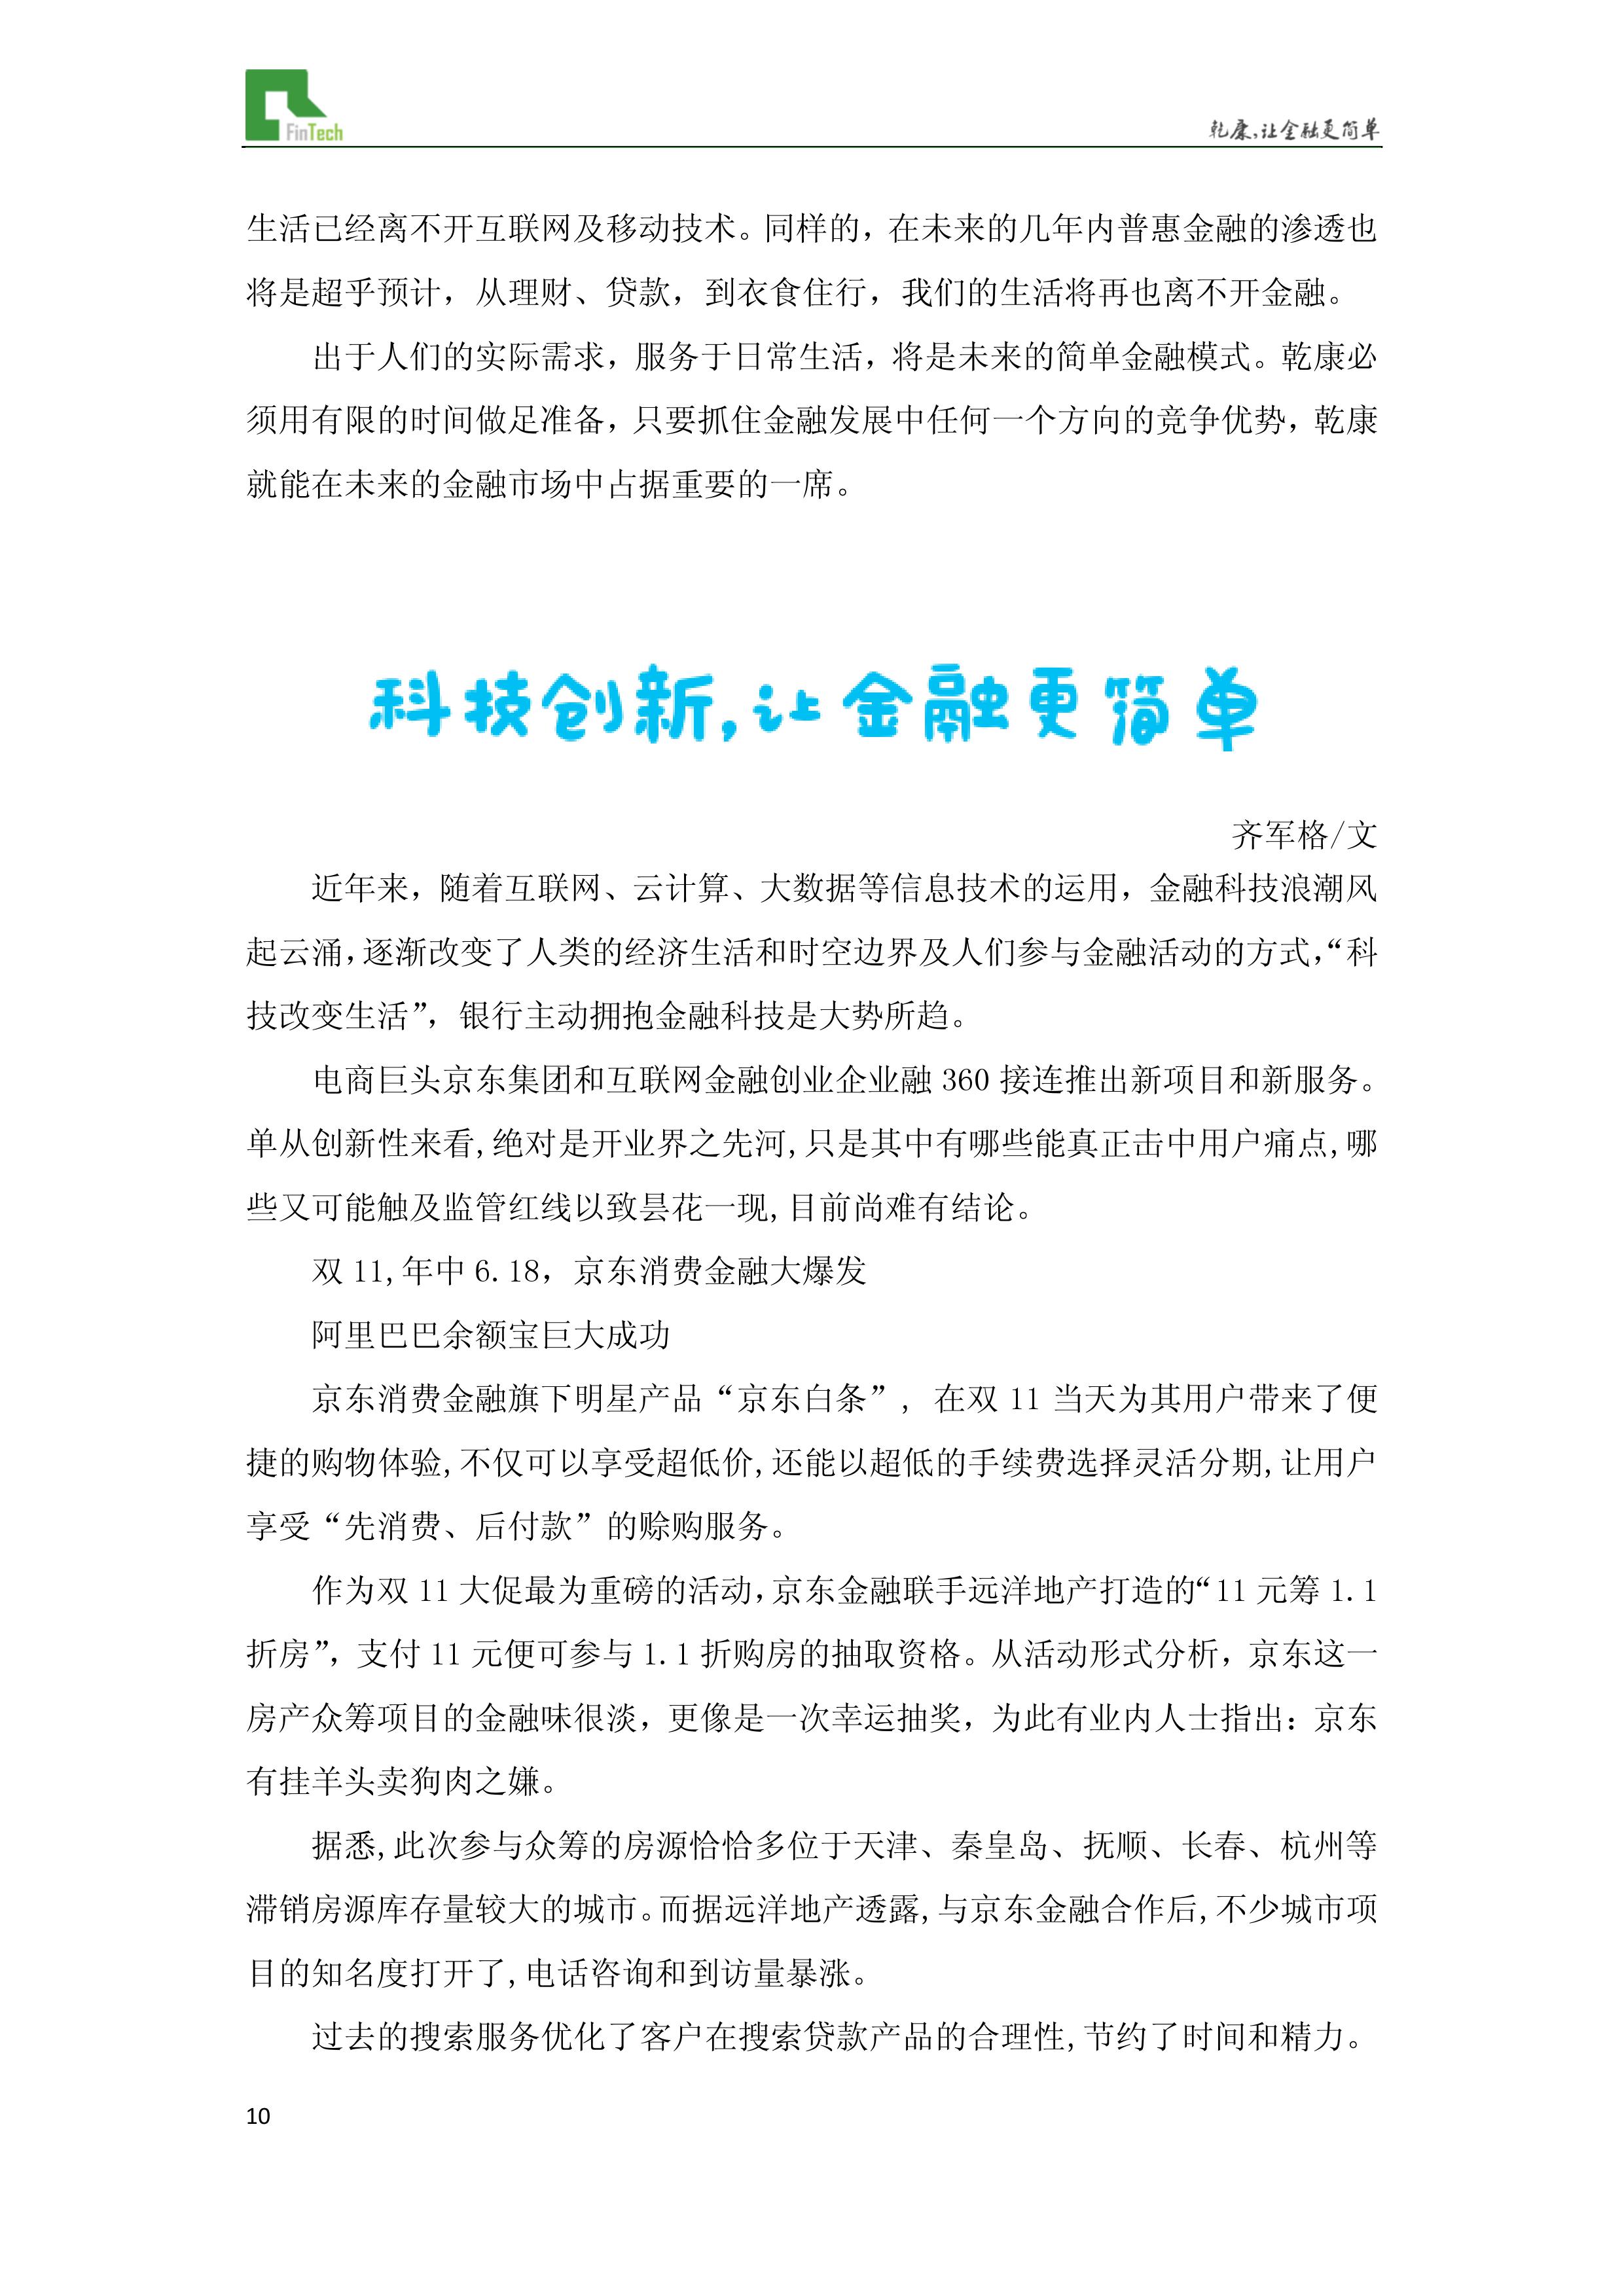 FinTech
乾康,让金融更简单
生活已经离不开互联网及移动技术。同样的，在未来的几年内普惠金融的渗透也
将是超乎预计，从理财、贷款，到衣食住行，我们的生活将再也离不开金融。
出于人们的实际需求，服务于日常生活，将是未来的简单金融模式。乾康必
须用有限的时间做足准备，只要抓住金融发展中任何一个方向的竞争优势，乾康
就能在未来的金融市场中占据重要的一席。
科技创新,让金融更简单
齐军格/文
近年来，随着互联网、云计算、大数据等信息技术的运用，金融科技浪潮风
起云涌，逐渐改变了人类的经济生活和时空边界及人们参与金融活动的方式，“科
技改变生活”，银行主动拥抱金融科技是大势所趋。
电商巨头京东集团和互联网金融创业企业融 360 接连推出新项目和新服务。
单从创新性来看,绝对是开业界之先河,只是其中有哪些能真正击中用户痛点,哪
些又可能触及监管红线以致昙花一现,目前尚难有结论。
双 11,年中 6.18，京东消费金融大爆发
阿里巴巴余额宝巨大成功
京东消费金融旗下明星产品“京东白条”, 在双 11 当天为其用户带来了便
捷的购物体验,不仅可以享受超低价,还能以超低的手续费选择灵活分期,让用户
享受“先消费、后付款”的赊购服务。
作为双 11 大促最为重磅的活动，京东金融联手远洋地产打造的“11 元筹 1.1
折房”，支付 11 元便可参与 1.1 折购房的抽取资格。从活动形式分析，京东这一
房产众筹项目的金融味很淡，更像是一次幸运抽奖，为此有业内人士指出：京东
有挂羊头卖狗肉之嫌。
据悉,此次参与众筹的房源恰恰多位于天津、秦皇岛、抚顺、长春、杭州等
滞销房源库存量较大的城市。而据远洋地产透露,与京东金融合作后,不少城市项
目的知名度打开了,电话咨询和到访量暴涨。
过去的搜索服务优化了客户在搜索贷款产品的合理性,节约了时间和精力。
10